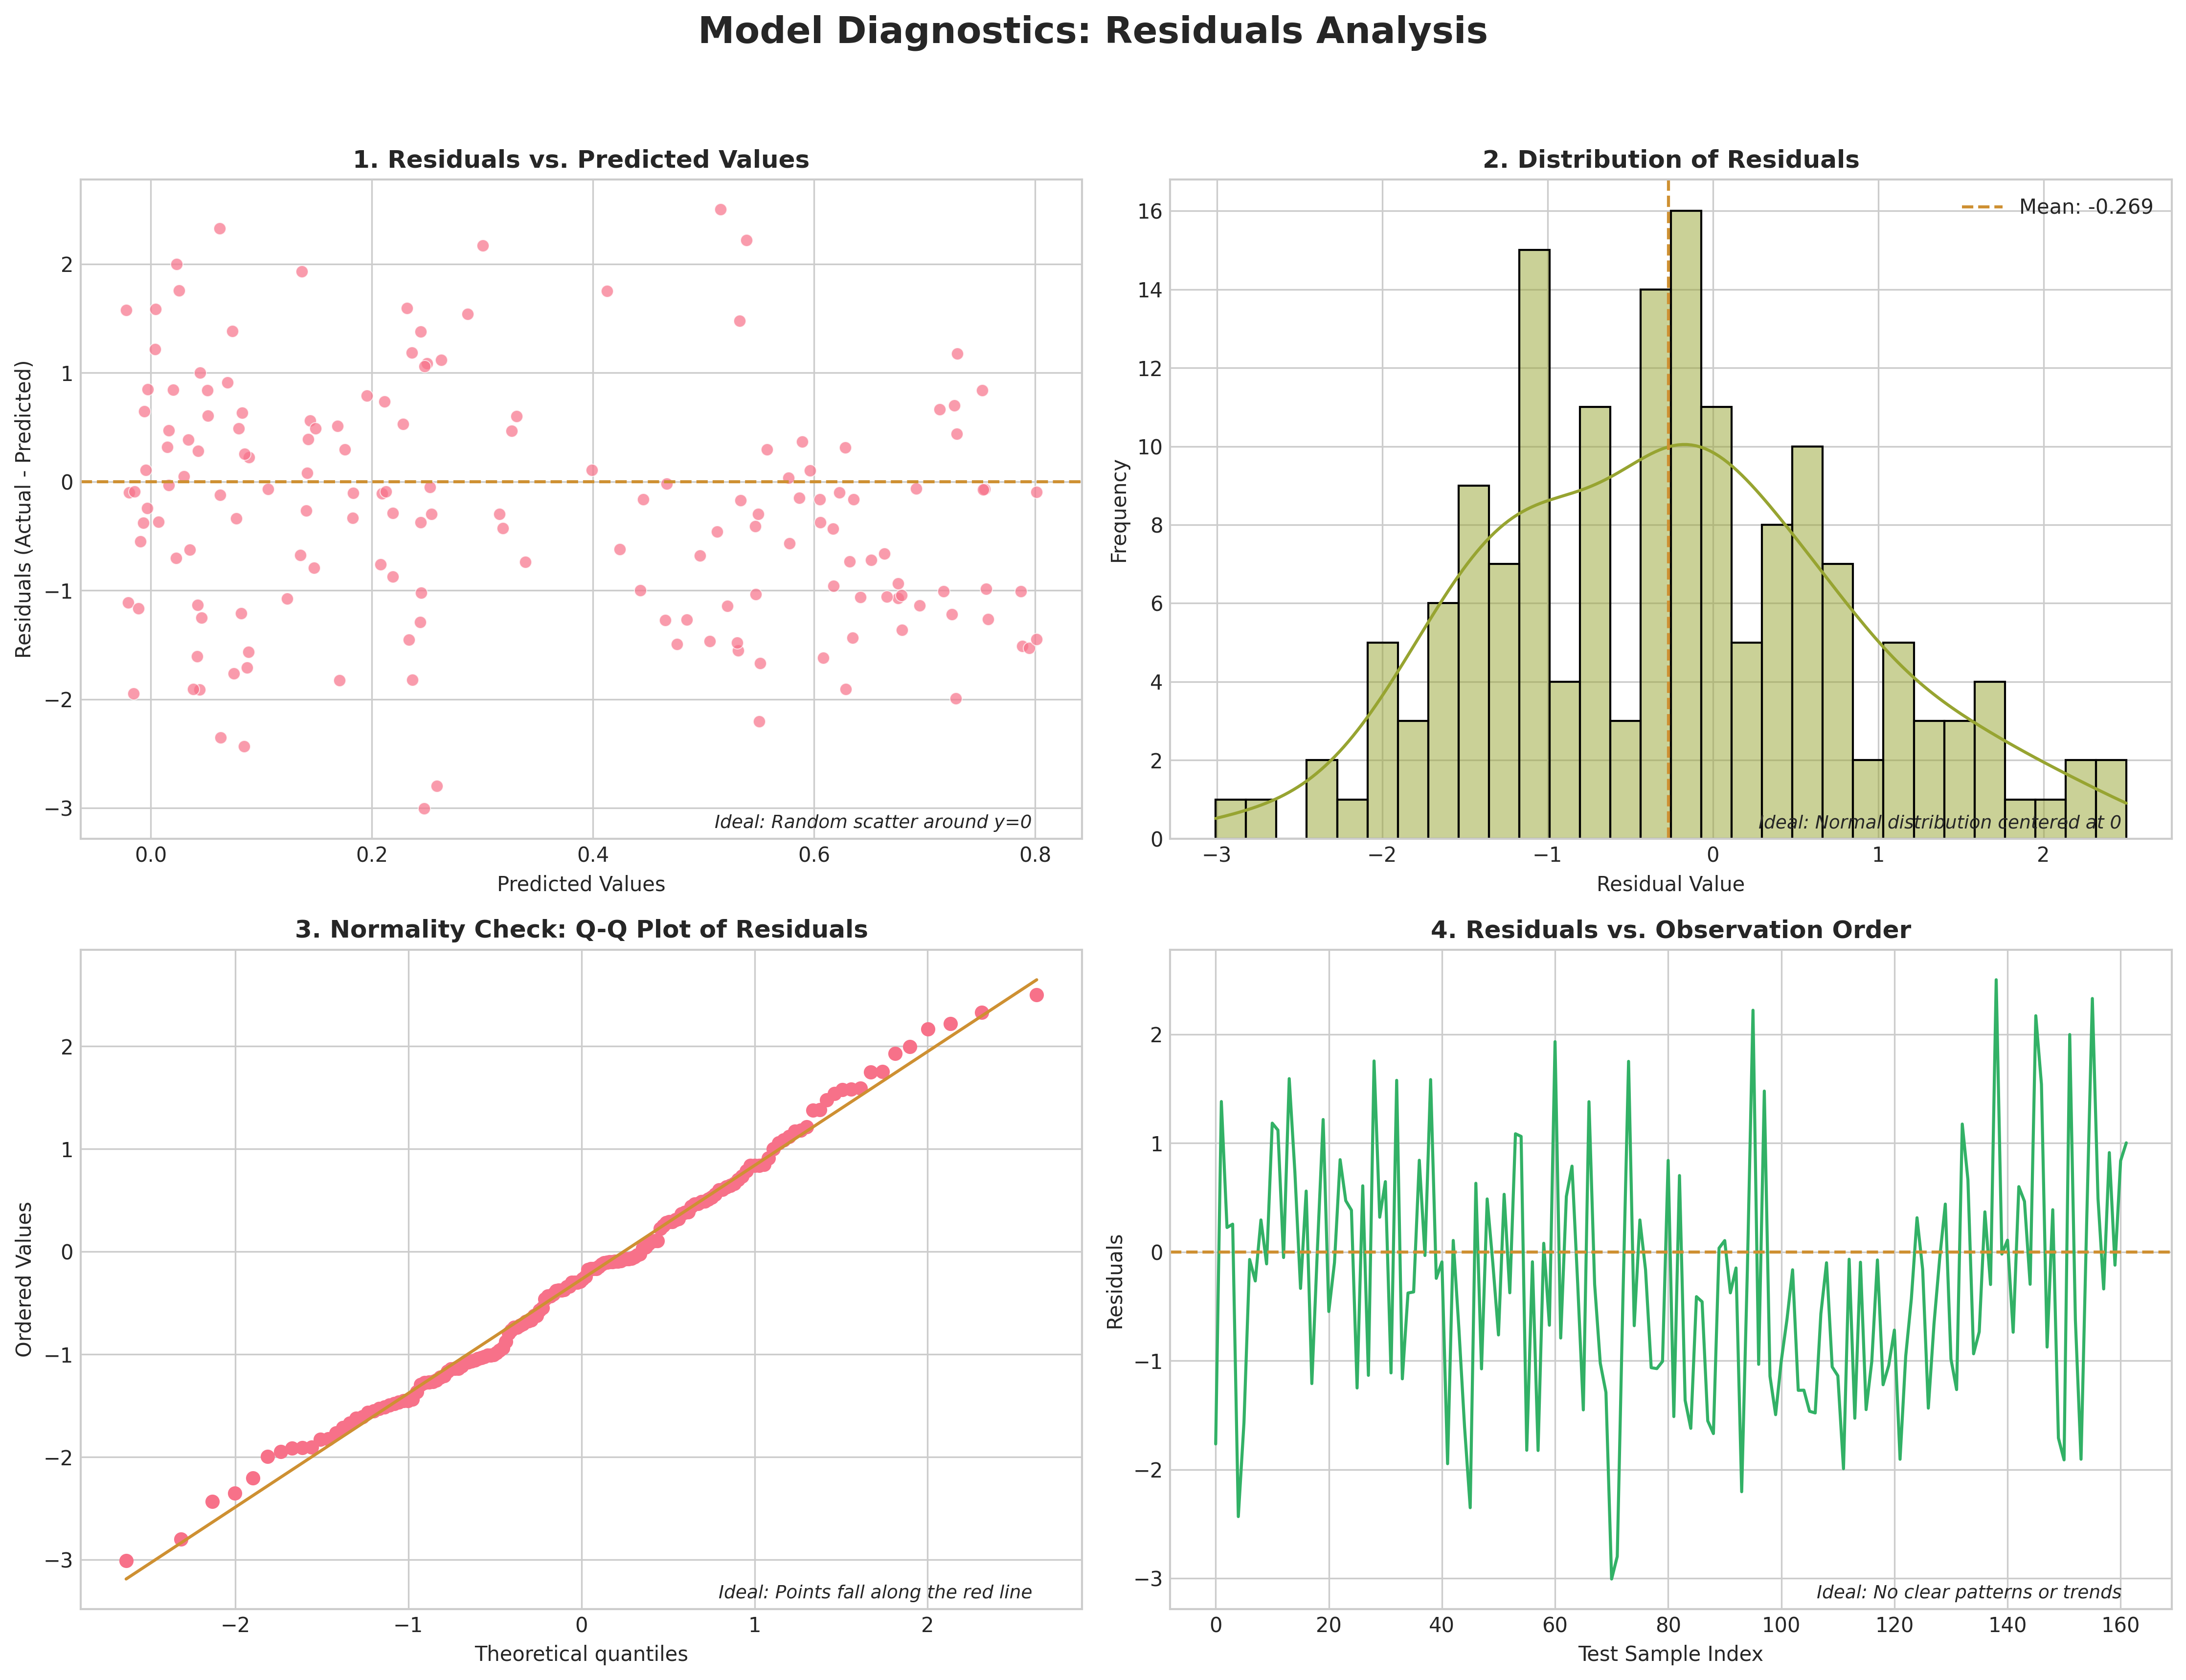 Model Diagnostics: Residuals Analysis
1. Residuals vs. Predicted Values
Residuals (Actual - Predicted)
2
1
0
−1
−2
−3
Ideal: Random scatter around y=0
0.0 0.2 0.4 0.6 0.8
Predicted Values
2. Distribution of Residuals
Mean: -0.269
Frequency
16
14
12
10
8
6
4
2
0
Ideal: Normal distribution centered at 0
−3 −2 −1 0 1 2
Residual Value
3. Normality Check: Q-Q Plot of Residuals
Ordered Values
2
1
0
−1
−2
−3
Ideal: Points fall along the red line
−2 −1 0 1 2
Theoretical quantiles
4. Residuals vs. Observation Order
Residuals
2
1
0
−1
−2
−3
Ideal: No clear patterns or trends
0 20 40 60 80 100 120 140 160
Test Sample Index